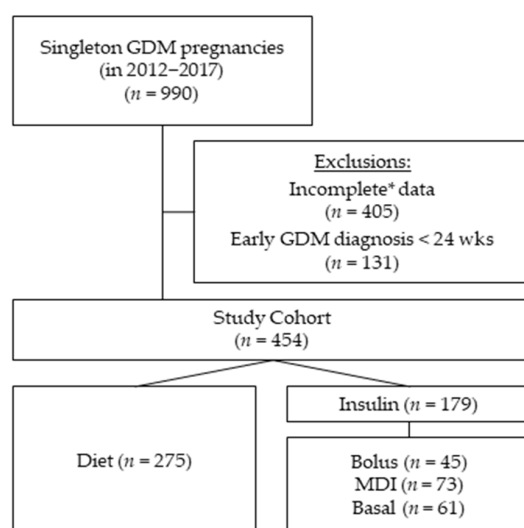 Singleton GDM pregnancies
(in 2012–2017)
(n = 990)
Exclusions:
Incomplete* data
(n = 405)
Early GDM diagnosis < 24 wks
(n = 131)
Study Cohort
(n = 454)
Diet (n = 275)
Insulin (n = 179)
Bolus (n = 45)
MDI (n = 73)
Basal (n = 61)